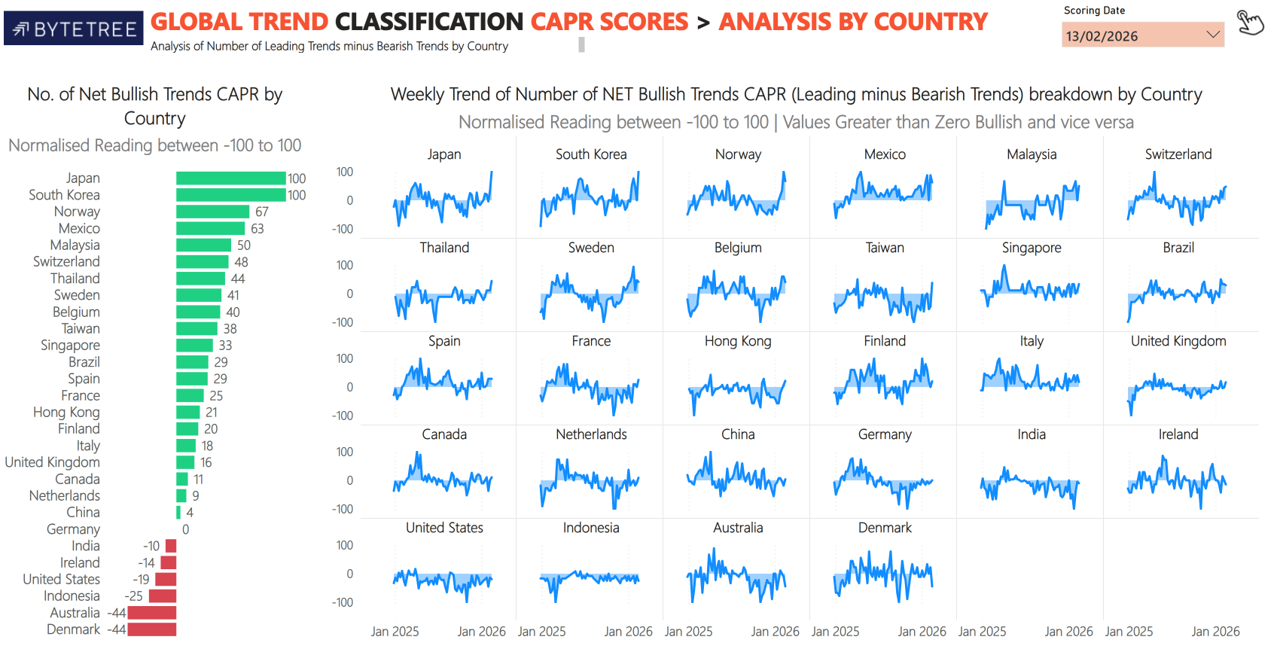 BYTETREE
GLOBAL TREND CLASSIFICATION CAPR SCORES > ANALYSIS BY COUNTRY
Analysis of Number of Leading Trends minus Bearish Trends by Country
Scoring Date
13/02/2026
No. of Net Bullish Trends CAPR by
Country
Normalised Reading between -100 to 100
Japan 100
South Korea 100
Norway 67
Mexico 63
Malaysia 50
Switzerland 48
Thailand 44
Sweden 41
Belgium 40
Taiwan 38
Singapore 33
Brazil 29
Spain 29
France 25
Hong Kong 21
Finland 20
Italy 18
United Kingdom 16
Canada 11
Netherlands 9
China 4
Germany 0
India -10
Ireland -14
United States -19
Indonesia -25
Australia -44
Denmark -44
Weekly Trend of Number of NET Bullish Trends CAPR (Leading minus Bearish Trends) breakdown by Country
Normalised Reading between -100 to 100 | Values Greater than Zero Bullish and vice versa
Japan South Korea Norway Mexico Malaysia Switzerland
100
0
-100
Thailand Sweden Belgium Taiwan Singapore Brazil
100
0
-100
Spain France Hong Kong Finland Italy United Kingdom
100
0
-100
Canada Netherlands China Germany India Ireland
100
0
-100
United States Indonesia Australia Denmark
100
0
-100
Jan 2025 Jan 2026 Jan 2025 Jan 2026 Jan 2025 Jan 2026 Jan 2025 Jan 2026 Jan 2025 Jan 2026 Jan 2025 Jan 2026